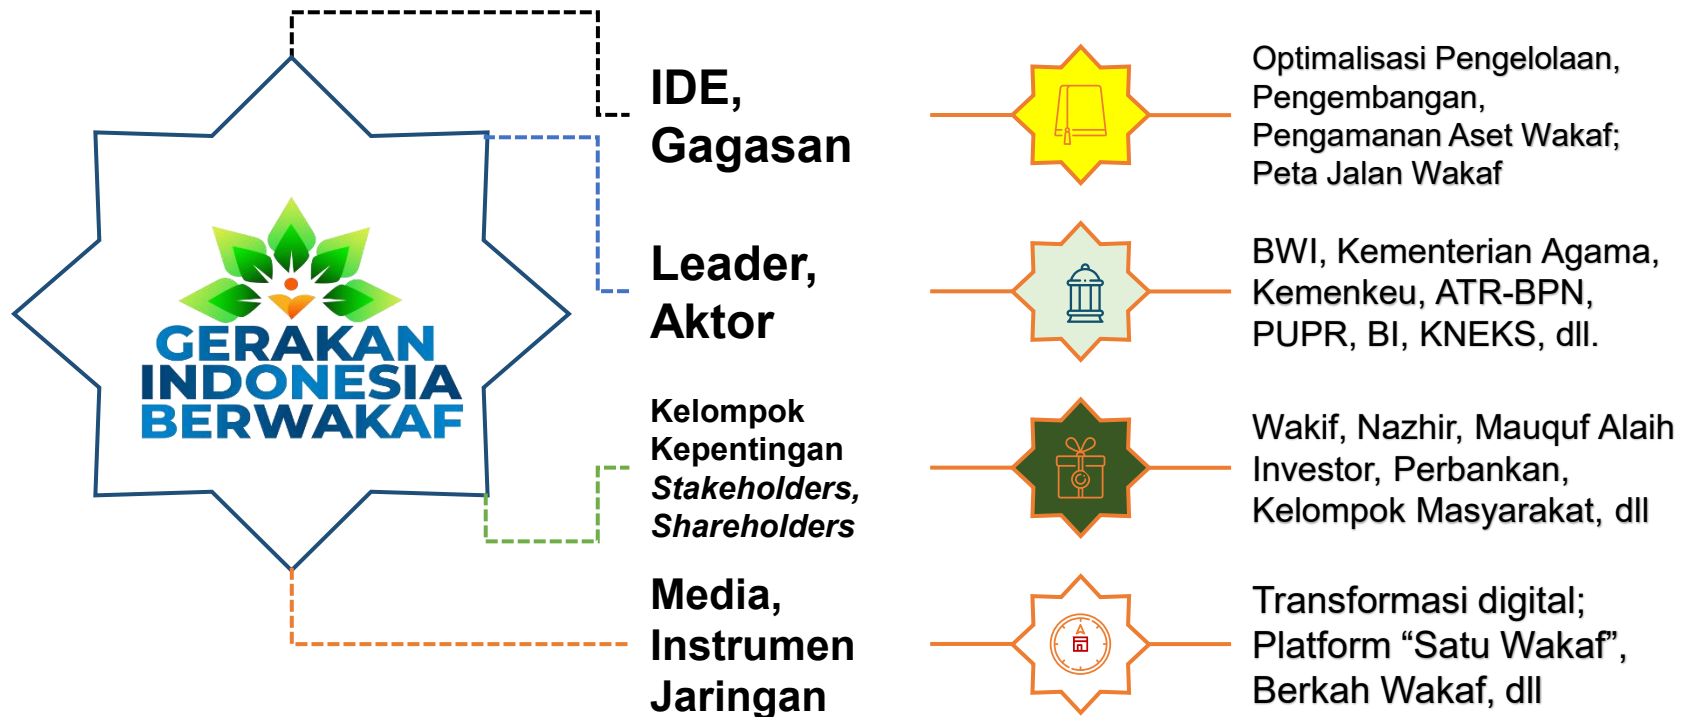 GERAKAN
INDONESIA
BERWAKAF
IDE,
Gagasan
Optimalisasi Pengelolaan,
Pengembangan,
Pengamanan Aset Wakaf;
Peta Jalan Wakaf
Leader,
Aktor
BWI, Kementerian Agama,
Kemenkeu, ATR-BPN,
PUPR, BI, KNEKS, dll.
Kelompok
Kepentingan
Stakeholders,
Shareholders
Wakif, Nazhir, Mauquf Alaih
Investor, Perbankan,
Kelompok Masyarakat, dll
Media,
Instrumen
Jaringan
Transformasi digital;
Platform “Satu Wakaf”,
Berkah Wakaf, dll